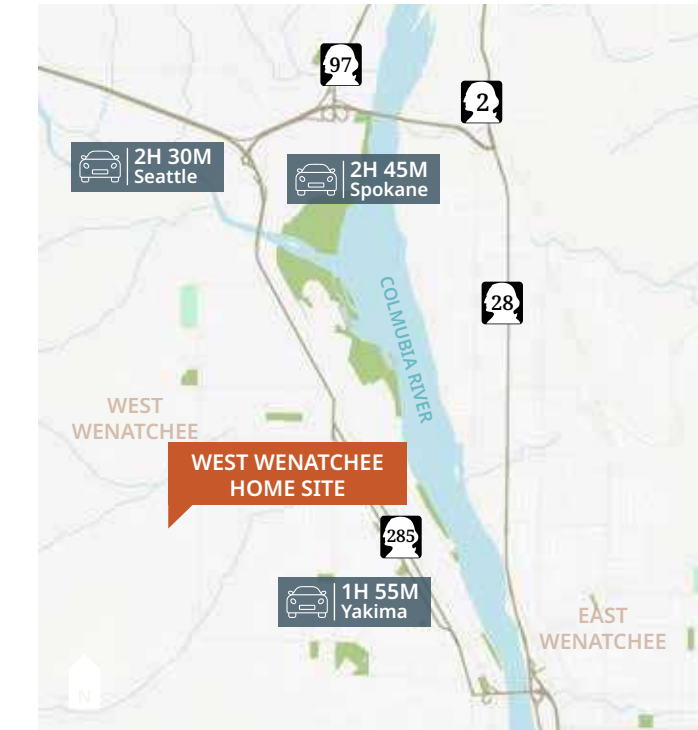 97
2
2H 30M
Seattle
2H 45M
Spokane
28
COLMUBIA RIVER
WEST
WENATCHEE
WEST WENATCHEE
HOME SITE
285
1H 55M
Yakima
EAST
WENATCHEE
N